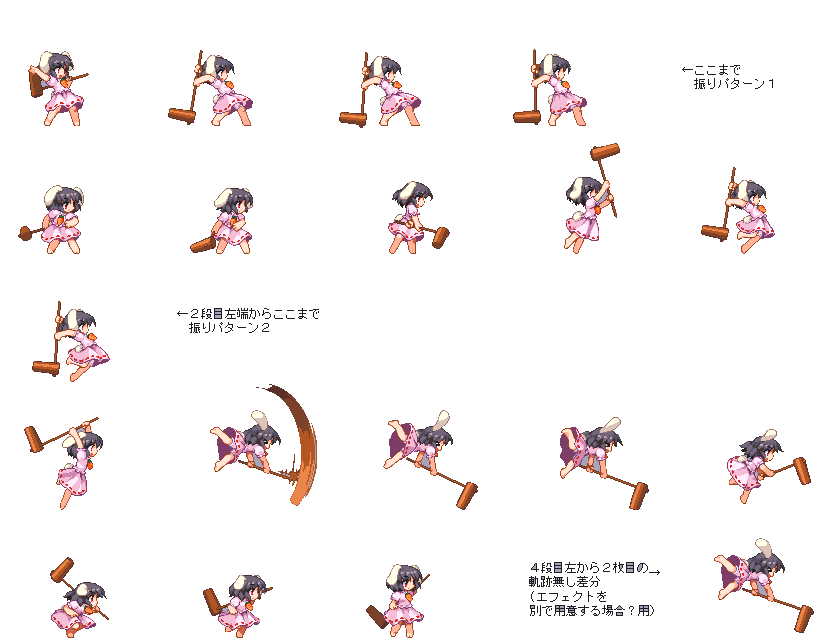 ←ここまで
振りパターン１
←２段目左端からここまで
振りパターン２
４段目左から２枚目の→
軌跡無し差分
（エフェクトを
別で用意する場合？用）